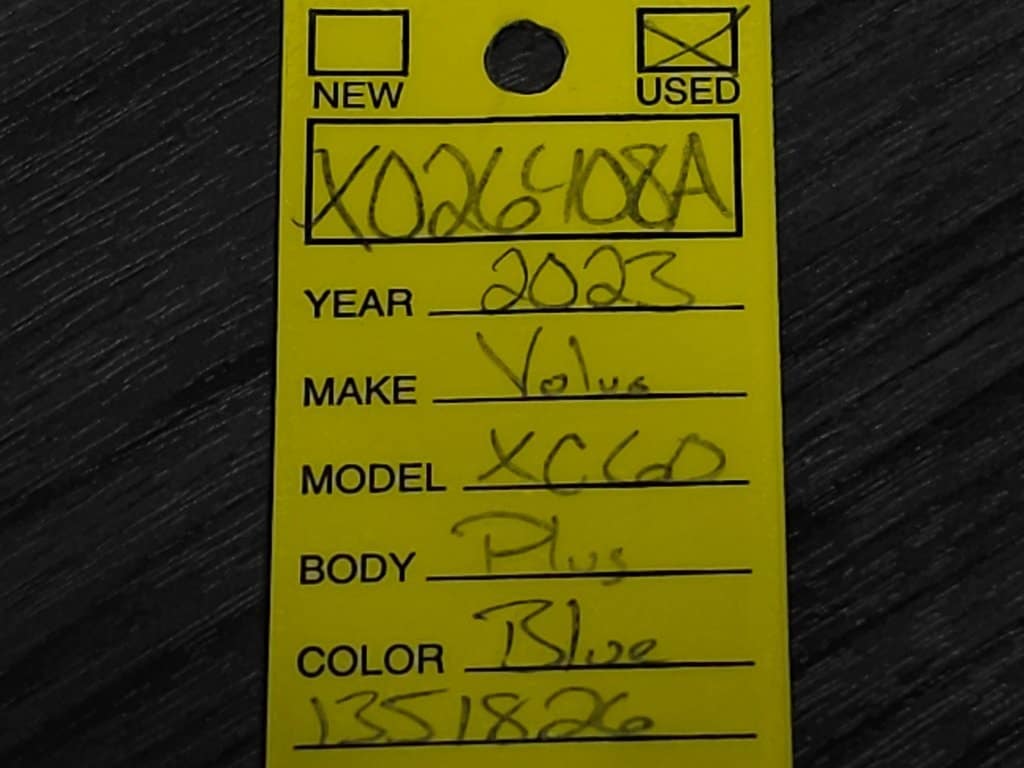 NEW USED
X026408A
YEAR 2023
MAKE Volvo
MODEL XC60
BODY Plus
COLOR Blue
1351826